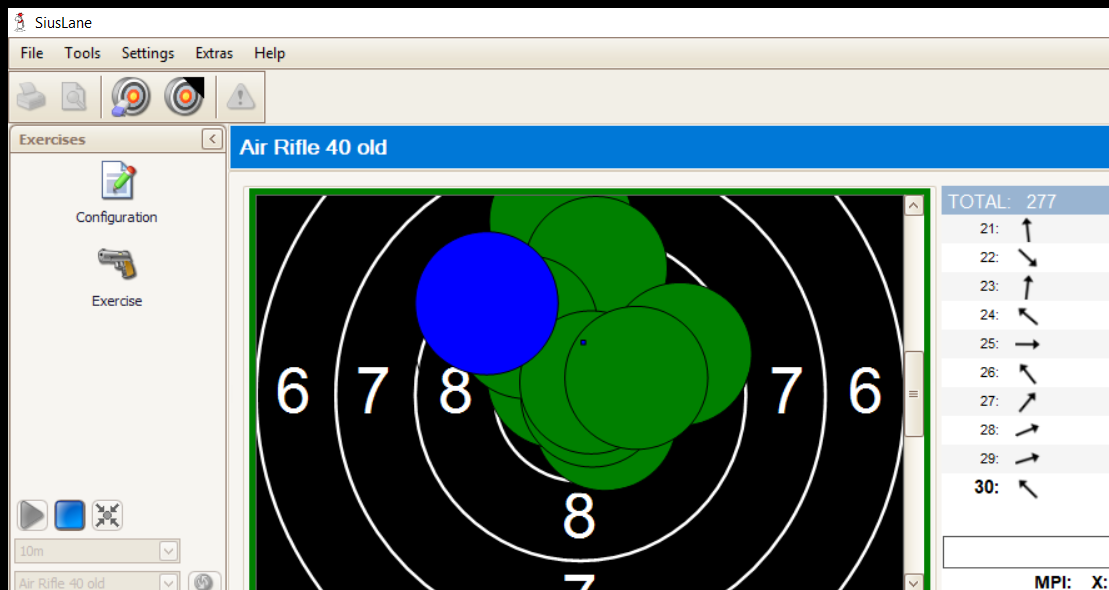 SiusLane
File Tools Settings Extras Help
Exercises
Air Rifle 40 old
Configuration
Exercise
TOTAL: 277
21:
22:
23:
24:
25:
26:
27:
28:
29:
30:
6 7 8 7 6
8
7
10m
Air Rifle 40 old
MPI: X: